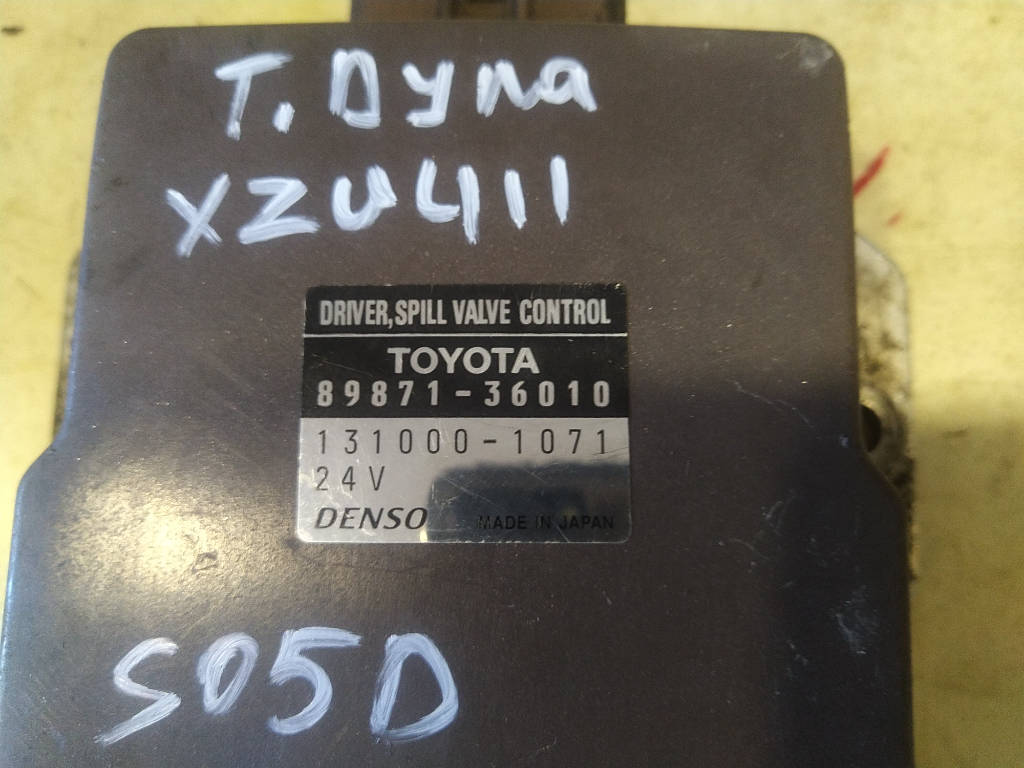 T. Dyna
XZU411
DRIVER,SPILL VALVE CONTROL
TOYOTA
89871-36010
131000-1071
24V
DENSO MADE IN JAPAN
S05D